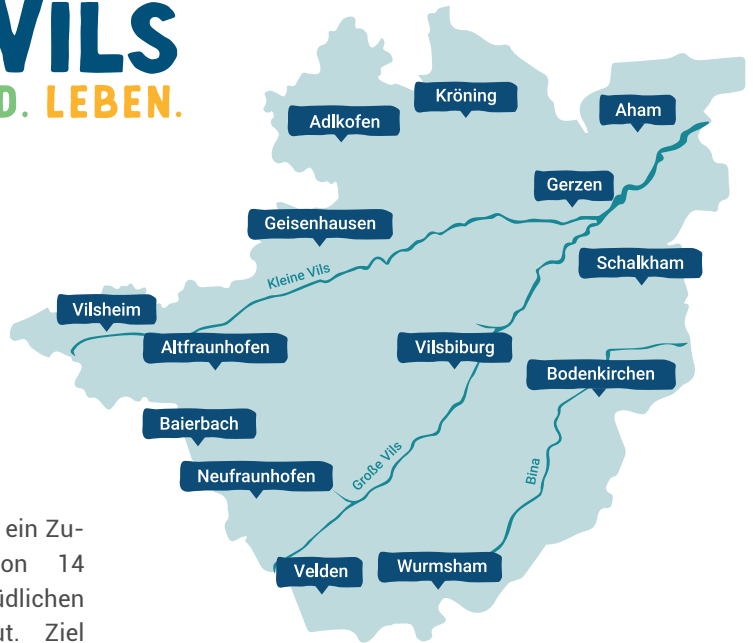 VILS
D. LEBEN.
Kröning
Aham
Adlkofen
Gerzen
Geisenhausen
Schalkham
Kleine Vils
Vilsheim
Altfraunhofen
Vilsbiburg
Bodenkirchen
Baierbach
Große Vils
Bina
Neufraunhofen
Velden
Wurmsham
ein Zu-
on 14
üdlichen
ut. Ziel